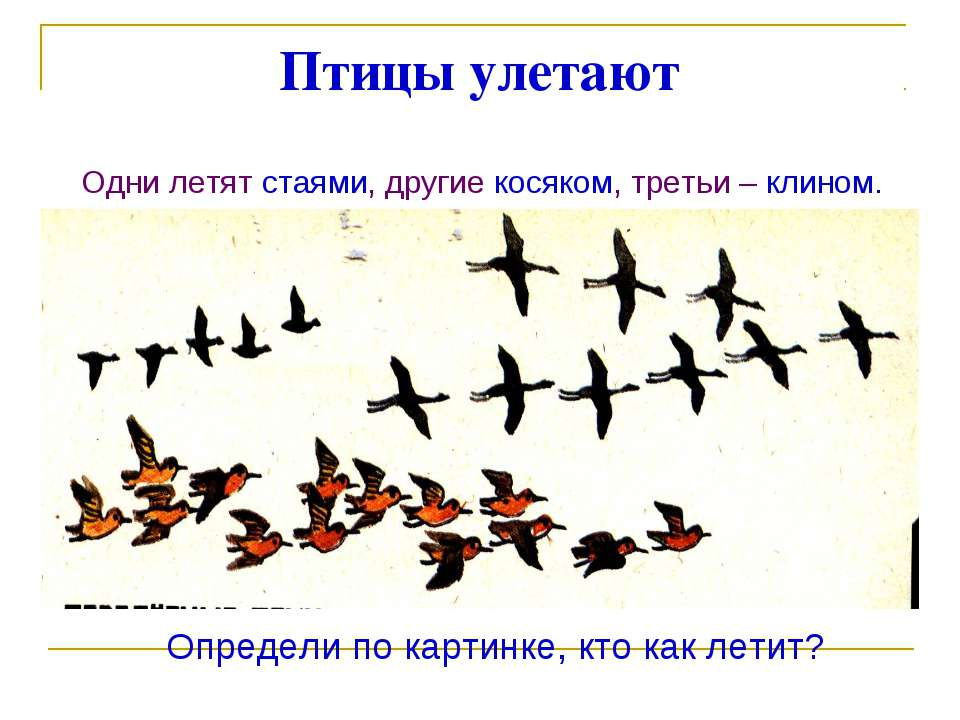 Птицы улетают
Одни летят стаями, другие косяком, третьи – клином.
Определи по картинке, кто как летит?